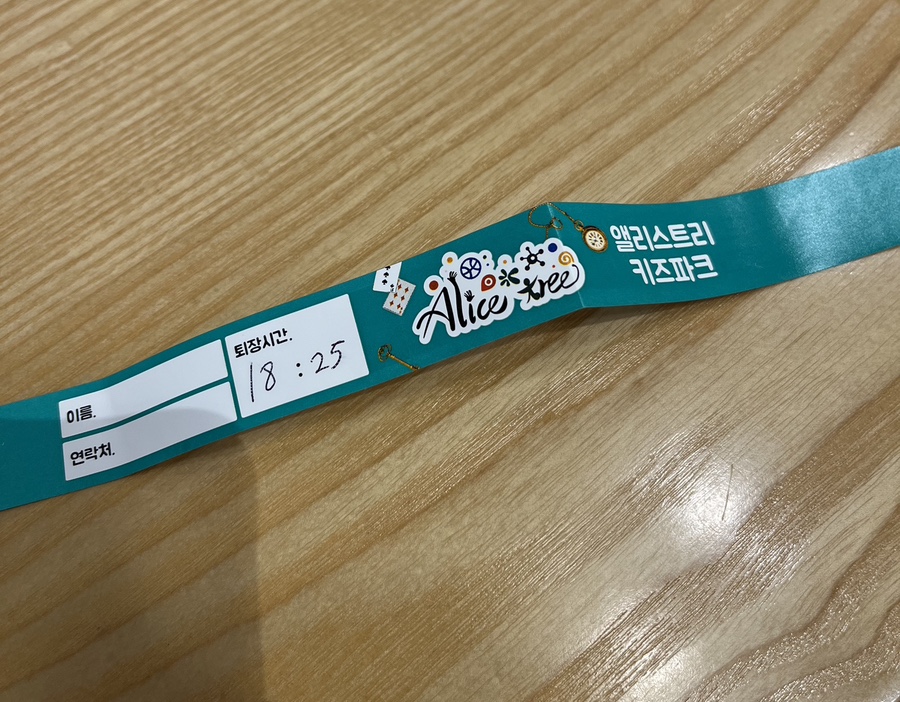 이름.
연락처.
퇴장시간.
18:25
Alice tree
앨리스트리
키즈파크